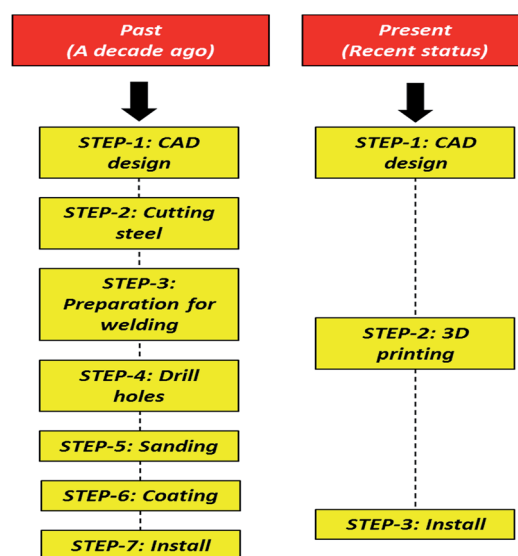 Past
(A decade ago)
STEP-1: CAD
design
STEP-2: Cutting
steel
STEP-3:
Preparation for
welding
STEP-4: Drill
holes
STEP-5: Sanding
STEP-6: Coating
STEP-7: Install
Present
(Recent status)
STEP-1: CAD
design
STEP-2: 3D
printing
STEP-3: Install